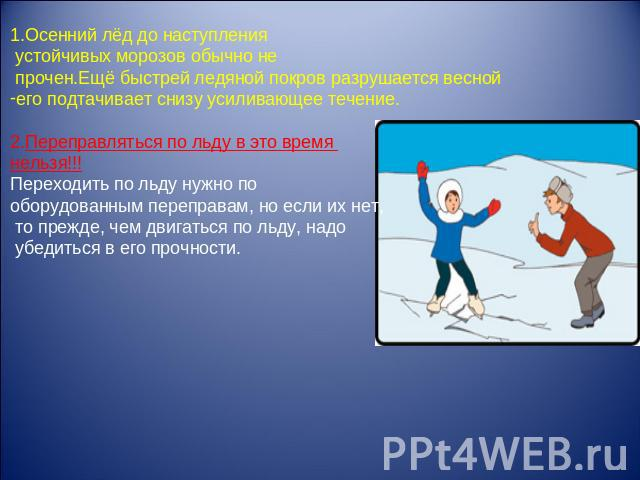 1.Осенний лёд до наступления
устойчивых морозов обычно не
прочен.Ещё быстрей ледяной покров разрушается весной
-его подтачивает снизу усиливающее течение.
2.Переправляться по льду в это время
нельзя!!!
Переходить по льду нужно по
оборудованным переправам, но если их нет,
то прежде, чем двигаться по льду, надо
убедиться в его прочности.
PPt4WEB.ru